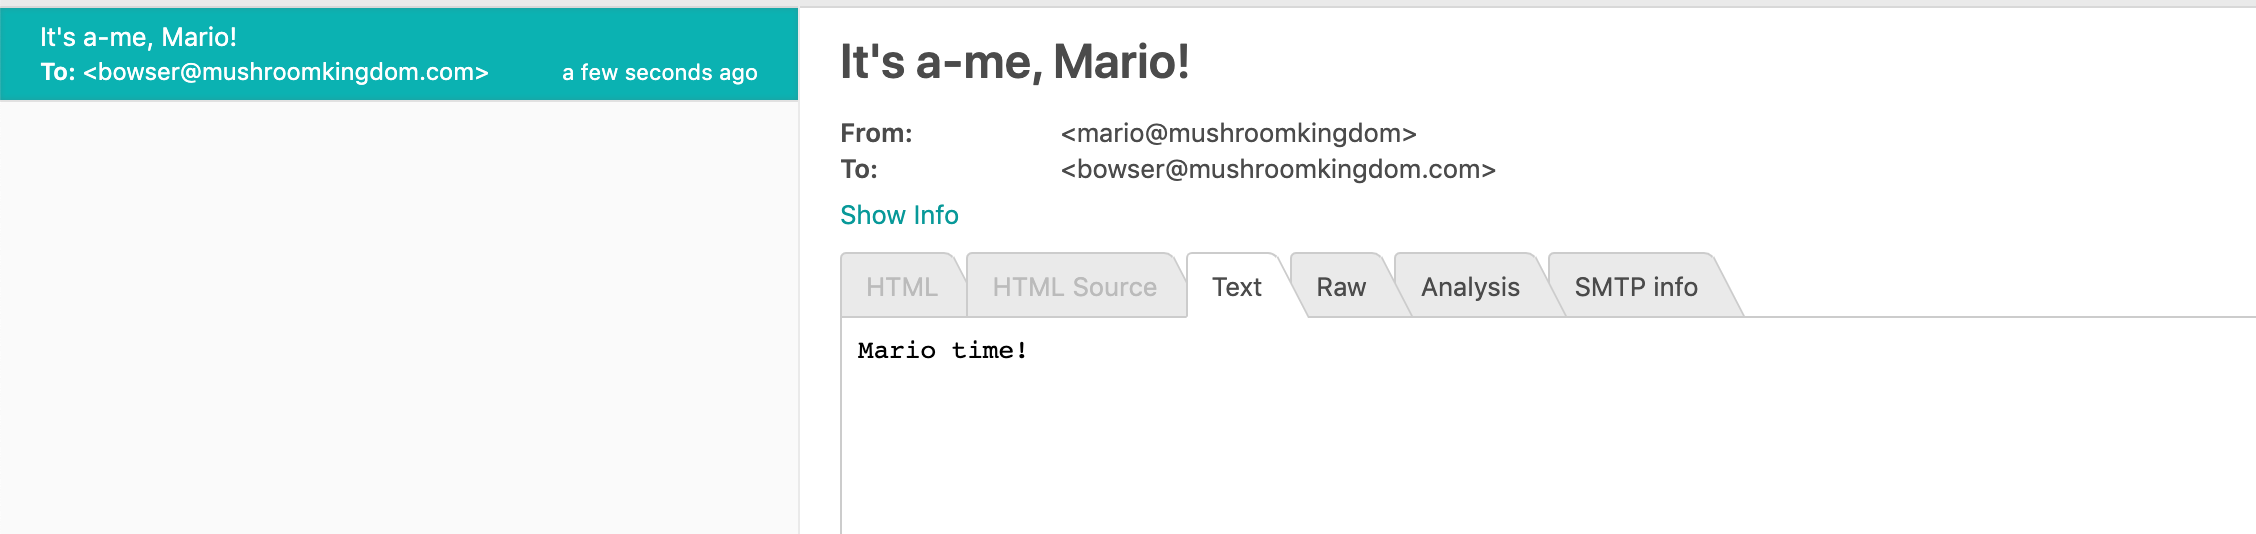 It's a-me, Mario!
To: <bowser@mushroomkingdom.com> a few seconds ago
It's a-me, Mario!
From: <mario@mushroomkingdom>
To: <bowser@mushroomkingdom.com>
Show Info
HTML HTML Source Text Raw Analysis SMTP info
Mario time!